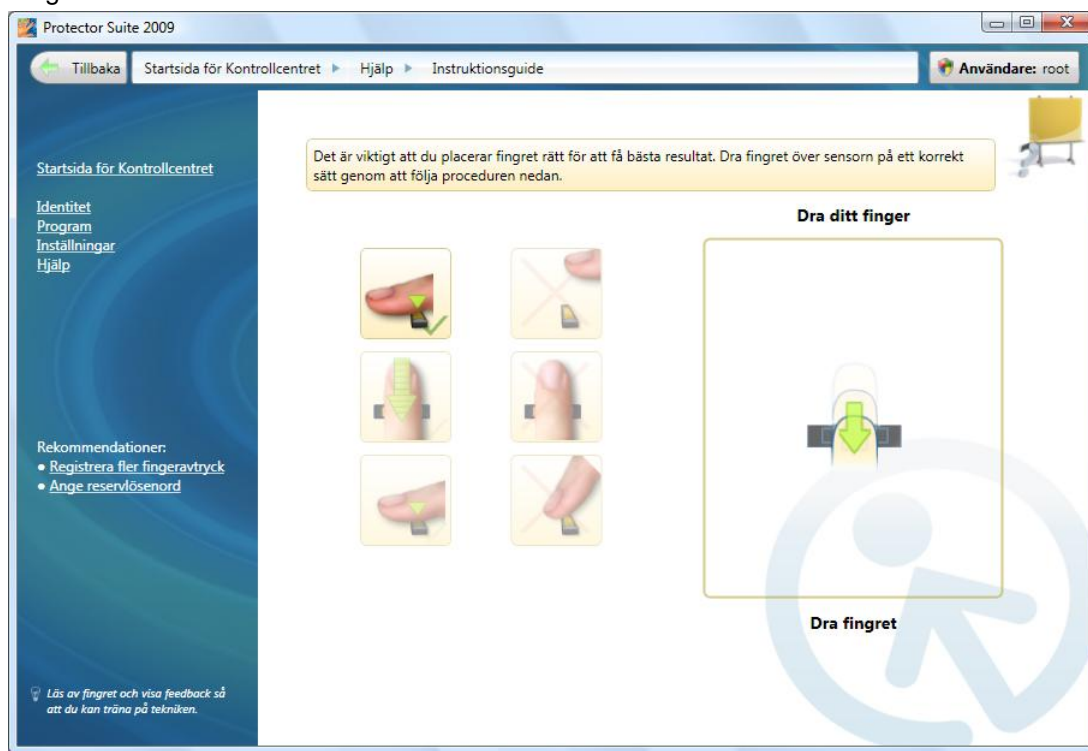 Protector Suite 2009
Tillbaka
Startsida för Kontrollcentret
Hjälp
Instruktionsguide
Användare: root
Startsida för Kontrollcentret
Identitet
Program
Inställningar
Hjälp
Det är viktigt att du placerar fingret rätt för att få bästa resultat. Dra fingret över sensorn på ett korrekt
sätt genom att följa proceduren nedan.
Dra ditt finger
Dra fingret
Rekommendationer:
• Registrera fler fingeravtryck
• Ange reservlösenord
Läs av fingret och visa feedback så
att du kan träna på tekniken.